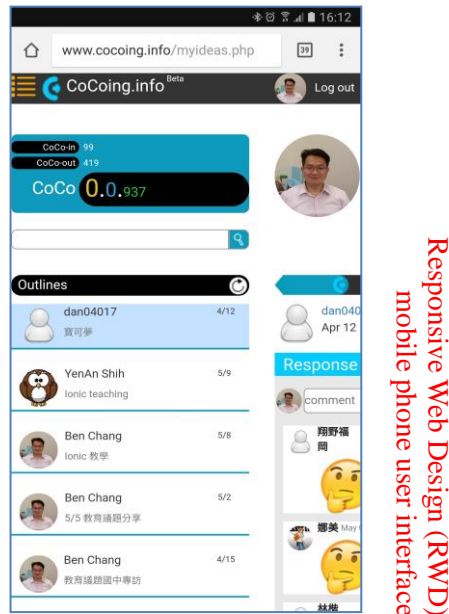 16:12
www.cocoing.info/myideas.php
39
CoCoing.info Beta
Log out
CoCo-in 99
CoCo-out 419
CoCo 0.0.937
Outlines
dan04017 4/12
寶可夢
YenAn Shih 5/9
Ionic teaching
Ben Chang 5/8
Ionic 教學
Ben Chang 5/2
5/5 教育議題分享
Ben Chang 4/15
教育議題國中專訪
dan040
Apr 12
Response
comment
翔野福
岡
娜美 May
林楷
Responsive Web Design (RWD)
mobile phone user interface